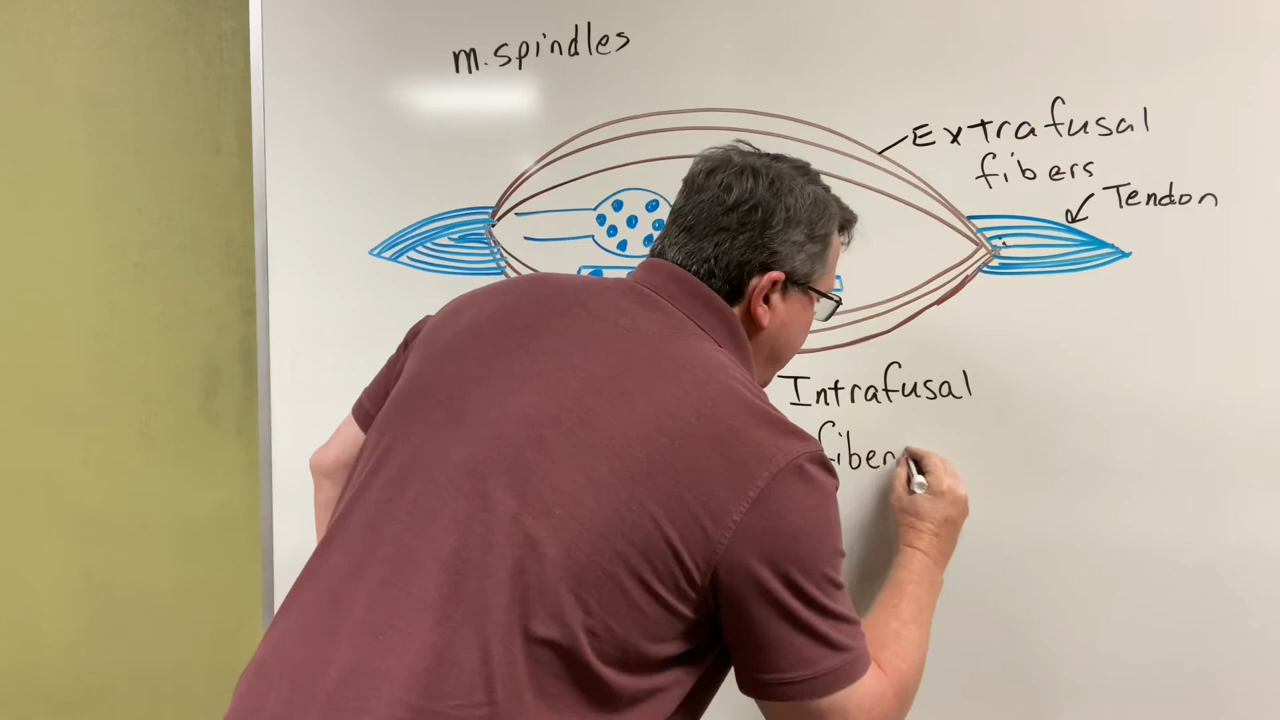 m. spindles
Extrafusal
fibers
Tendon
Intrafusal
fiber